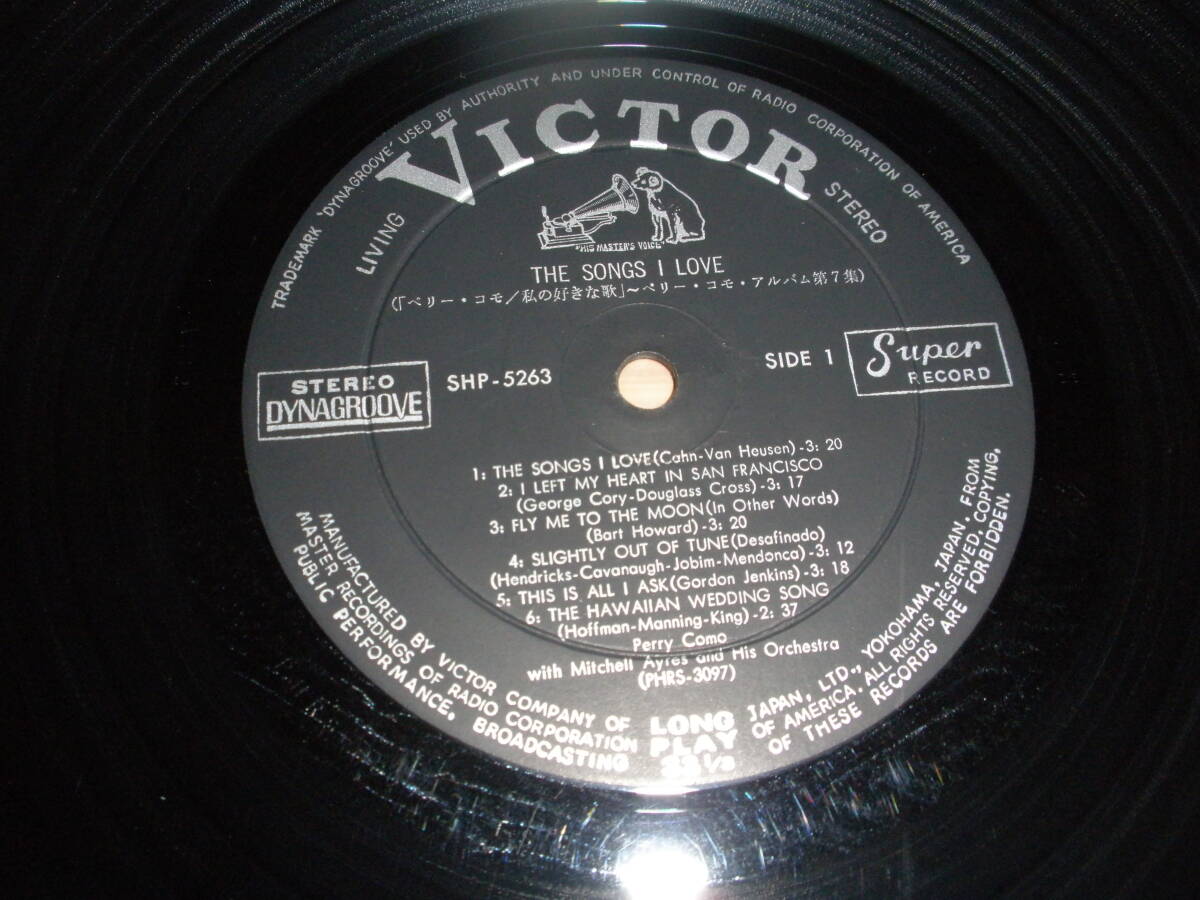 TRADEMARK 'DYNAGROOVE' USED BY AUTHORITY AND UNDER CONTROL OF RADIO CORPORATION OF AMERICA
VICTOR
LIVING STEREO
"HIS MASTER'S VOICE"
THE SONGS I LOVE
(「ペリー・コモ/私の好きな歌」~ペリー・コモ・アルバム第7集)
STEREO
DYNAGROOVE
SHP-5263
SIDE 1
Super
RECORD
1: THE SONGS I LOVE(Cahn-Van Heusen)-3: 20
2: I LEFT MY HEART IN SAN FRANCISCO
(George Cory-Douglass Cross)-3: 17
3: FLY ME TO THE MOON(In Other Words)
(Bart Howard)-3: 20
4: SLIGHTLY OUT OF TUNE(Desafinado)
(Hendricks-Cavanaugh-Jobim-Mendonca)-3: 12
5: THIS IS ALL I ASK(Gordon Jenkins)-3: 18
6: THE HAWAIIAN WEDDING SONG
(Hoffman-Manning-King)-2: 37
Perry Como
with Mitchell Ayres and His Orchestra
(PHRS-3097)
LONG
PLAY
33 1/3
MANUFACTURED BY VICTOR COMPANY OF JAPAN, LTD., YOKOHAMA, JAPAN. FROM
MASTER RECORDINGS OF RADIO CORPORATION OF AMERICA. ALL RIGHTS RESERVED. COPYING,
PUBLIC PERFORMANCE, BROADCASTING OF THESE RECORDS ARE FORBIDDEN.